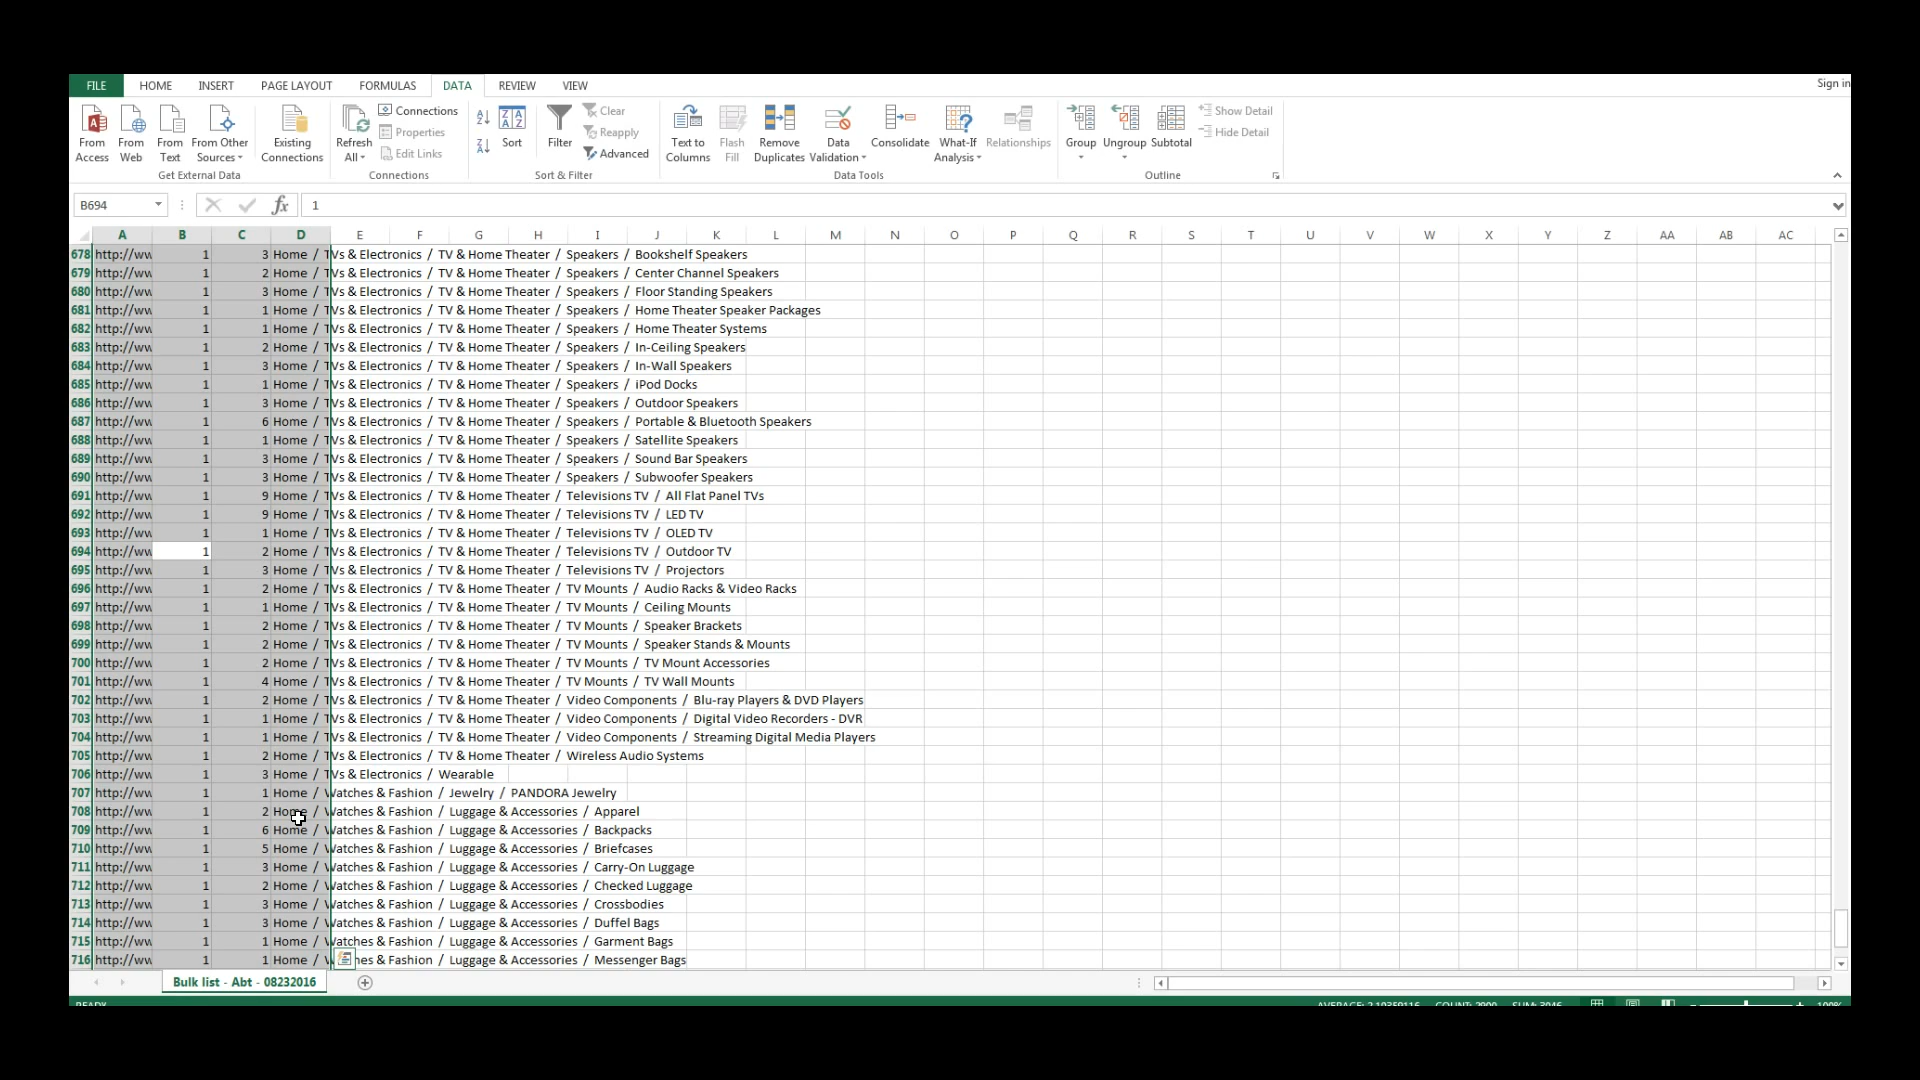 FILE HOME INSERT PAGE LAYOUT FORMULAS DATA REVIEW VIEW Sign in
From Access
From Web
From Text
From Other Sources
Existing Connections
Get External Data
Refresh All
Connections
Properties
Edit Links
Connections
Sort
Filter
Clear
Reapply
Advanced
Sort & Filter
Text to Columns
Flash Fill
Remove Duplicates
Data Validation
Consolidate
What-If Analysis
Relationships
Data Tools
Group
Ungroup
Subtotal
Show Detail
Hide Detail
Outline
B694 fx 1
A B C D E F G H I J K L M N O P Q R S T U V W X Y Z AA AB AC
678 http://ww 1 3 Home / TVs & Electronics / TV & Home Theater / Speakers / Bookshelf Speakers
679 http://ww 1 2 Home / TVs & Electronics / TV & Home Theater / Speakers / Center Channel Speakers
680 http://ww 1 3 Home / TVs & Electronics / TV & Home Theater / Speakers / Floor Standing Speakers
681 http://ww 1 1 Home / TVs & Electronics / TV & Home Theater / Speakers / Home Theater Speaker Packages
682 http://ww 1 1 Home / TVs & Electronics / TV & Home Theater / Speakers / Home Theater Systems
683 http://ww 1 2 Home / TVs & Electronics / TV & Home Theater / Speakers / In-Ceiling Speakers
684 http://ww 1 3 Home / TVs & Electronics / TV & Home Theater / Speakers / In-Wall Speakers
685 http://ww 1 1 Home / TVs & Electronics / TV & Home Theater / Speakers / iPod Docks
686 http://ww 1 3 Home / TVs & Electronics / TV & Home Theater / Speakers / Outdoor Speakers
687 http://ww 1 6 Home / TVs & Electronics / TV & Home Theater / Speakers / Portable & Bluetooth Speakers
688 http://ww 1 1 Home / TVs & Electronics / TV & Home Theater / Speakers / Satellite Speakers
689 http://ww 1 3 Home / TVs & Electronics / TV & Home Theater / Speakers / Sound Bar Speakers
690 http://ww 1 3 Home / TVs & Electronics / TV & Home Theater / Speakers / Subwoofer Speakers
691 http://ww 1 9 Home / TVs & Electronics / TV & Home Theater / Televisions TV / All Flat Panel TVs
692 http://ww 1 9 Home / TVs & Electronics / TV & Home Theater / Televisions TV / LED TV
693 http://ww 1 1 Home / TVs & Electronics / TV & Home Theater / Televisions TV / OLED TV
694 http://ww 1 2 Home / TVs & Electronics / TV & Home Theater / Televisions TV / Outdoor TV
695 http://ww 1 3 Home / TVs & Electronics / TV & Home Theater / Televisions TV / Projectors
696 http://ww 1 2 Home / TVs & Electronics / TV & Home Theater / TV Mounts / Audio Racks & Video Racks
697 http://ww 1 1 Home / TVs & Electronics / TV & Home Theater / TV Mounts / Ceiling Mounts
698 http://ww 1 2 Home / TVs & Electronics / TV & Home Theater / TV Mounts / Speaker Brackets
699 http://ww 1 2 Home / TVs & Electronics / TV & Home Theater / TV Mounts / Speaker Stands & Mounts
700 http://ww 1 2 Home / TVs & Electronics / TV & Home Theater / TV Mounts / TV Mount Accessories
701 http://ww 1 4 Home / TVs & Electronics / TV & Home Theater / TV Mounts / TV Wall Mounts
702 http://ww 1 2 Home / TVs & Electronics / TV & Home Theater / Video Components / Blu-ray Players & DVD Players
703 http://ww 1 1 Home / TVs & Electronics / TV & Home Theater / Video Components / Digital Video Recorders - DVR
704 http://ww 1 1 Home / TVs & Electronics / TV & Home Theater / Video Components / Streaming Digital Media Players
705 http://ww 1 2 Home / TVs & Electronics / TV & Home Theater / Wireless Audio Systems
706 http://ww 1 3 Home / TVs & Electronics / Wearable
707 http://ww 1 1 Home / Watches & Fashion / Jewelry / PANDORA Jewelry
708 http://ww 1 2 Home / Watches & Fashion / Luggage & Accessories / Apparel
709 http://ww 1 6 Home / Watches & Fashion / Luggage & Accessories / Backpacks
710 http://ww 1 5 Home / Watches & Fashion / Luggage & Accessories / Briefcases
711 http://ww 1 3 Home / Watches & Fashion / Luggage & Accessories / Carry-On Luggage
712 http://ww 1 2 Home / Watches & Fashion / Luggage & Accessories / Checked Luggage
713 http://ww 1 3 Home / Watches & Fashion / Luggage & Accessories / Crossbodies
714 http://ww 1 3 Home / Watches & Fashion / Luggage & Accessories / Duffel Bags
715 http://ww 1 1 Home / Watches & Fashion / Luggage & Accessories / Garment Bags
716 http://ww 1 1 Home / Watches & Fashion / Luggage & Accessories / Messenger Bags
Bulk list - Abt - 08232016